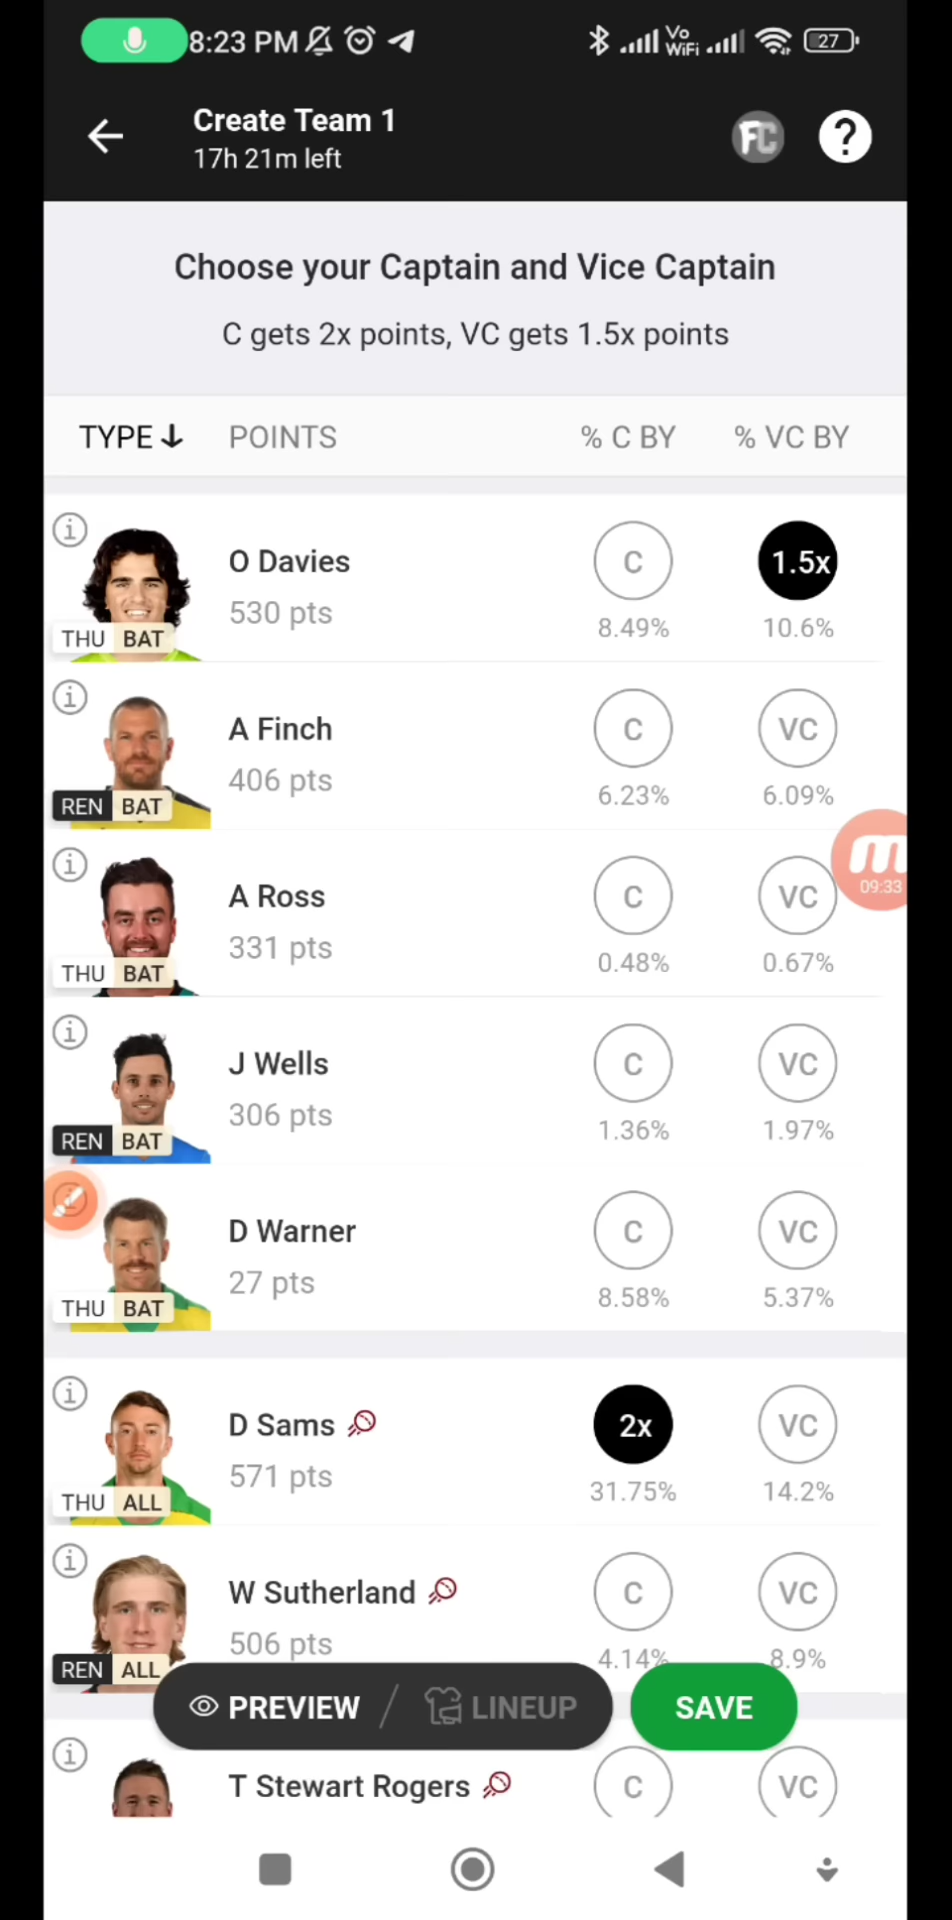 8:23 PM
Vo
WiFi
27
Create Team 1
17h 21m left
FC
?
Choose your Captain and Vice Captain
C gets 2x points, VC gets 1.5x points
TYPE POINTS % C BY % VC BY
O Davies C 1.5x
530 pts
THU BAT 8.49% 10.6%
A Finch C VC
406 pts
REN BAT 6.23% 6.09%
09:33
A Ross C VC
331 pts
THU BAT 0.48% 0.67%
J Wells C VC
306 pts
REN BAT 1.36% 1.97%
D Warner C VC
27 pts
THU BAT 8.58% 5.37%
D Sams 2x VC
571 pts
THU ALL 31.75% 14.2%
W Sutherland C VC
506 pts
REN ALL 4.14% 8.9%
PREVIEW / LINEUP SAVE
T Stewart Rogers C VC